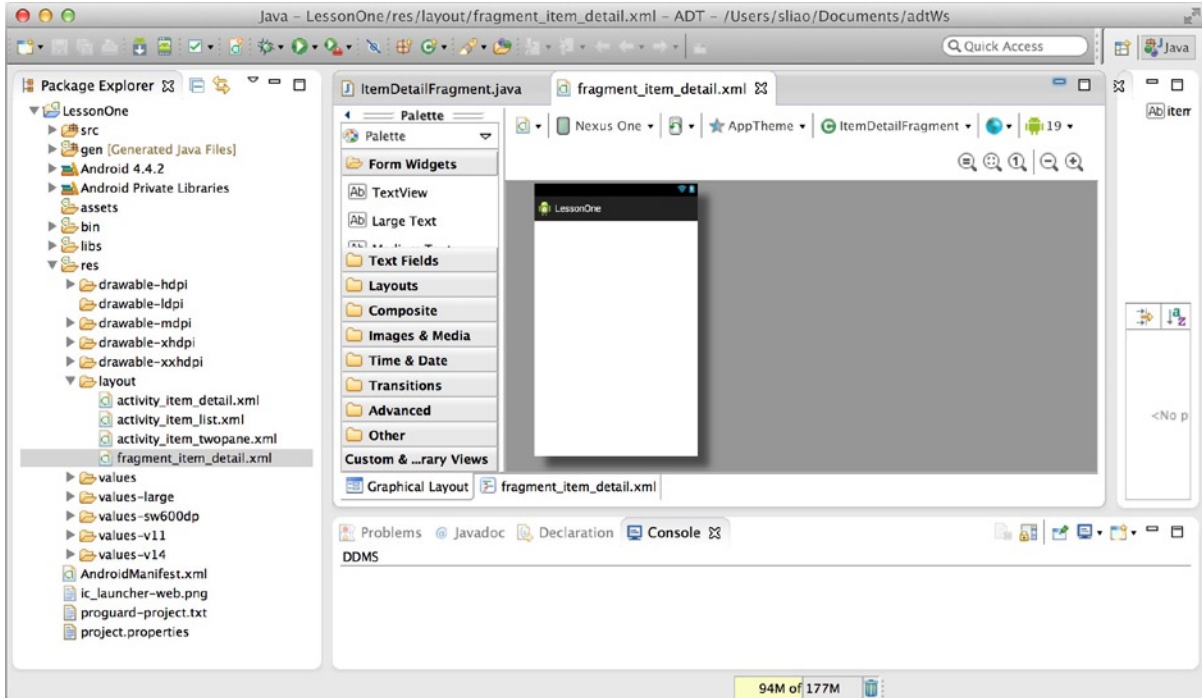 Java – LessonOne/res/layout/fragment_item_detail.xml – ADT – /Users/sliao/Documents/adtWs
Quick Access
Java
Package Explorer
LessonOne
src
gen [Generated Java Files]
Android 4.4.2
Android Private Libraries
assets
bin
libs
res
drawable-hdpi
drawable-ldpi
drawable-mdpi
drawable-xhdpi
drawable-xxhdpi
layout
activity_item_detail.xml
activity_item_list.xml
activity_item_twopane.xml
fragment_item_detail.xml
values
values-large
values-sw600dp
values-v11
values-v14
AndroidManifest.xml
ic_launcher-web.png
proguard-project.txt
project.properties
ItemDetailFragment.java
fragment_item_detail.xml
Palette
Palette
Form Widgets
Ab TextView
Ab Large Text
Text Fields
Layouts
Composite
Images & Media
Time & Date
Transitions
Advanced
Other
Custom & ...rary Views
Nexus One
AppTheme
ItemDetailFragment
19
LessonOne
Graphical Layout
fragment_item_detail.xml
Ab item
<No p
Problems
@ Javadoc
Declaration
Console
DDMS
94M of 177M